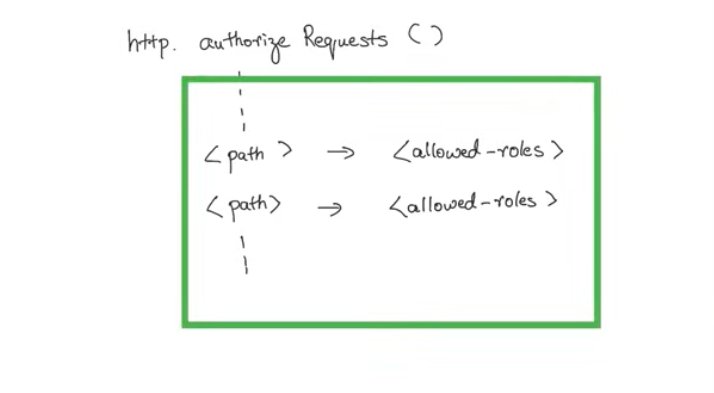 http. authorize Requests ()
<path> → <allowed-roles>
<path> → <allowed-roles>